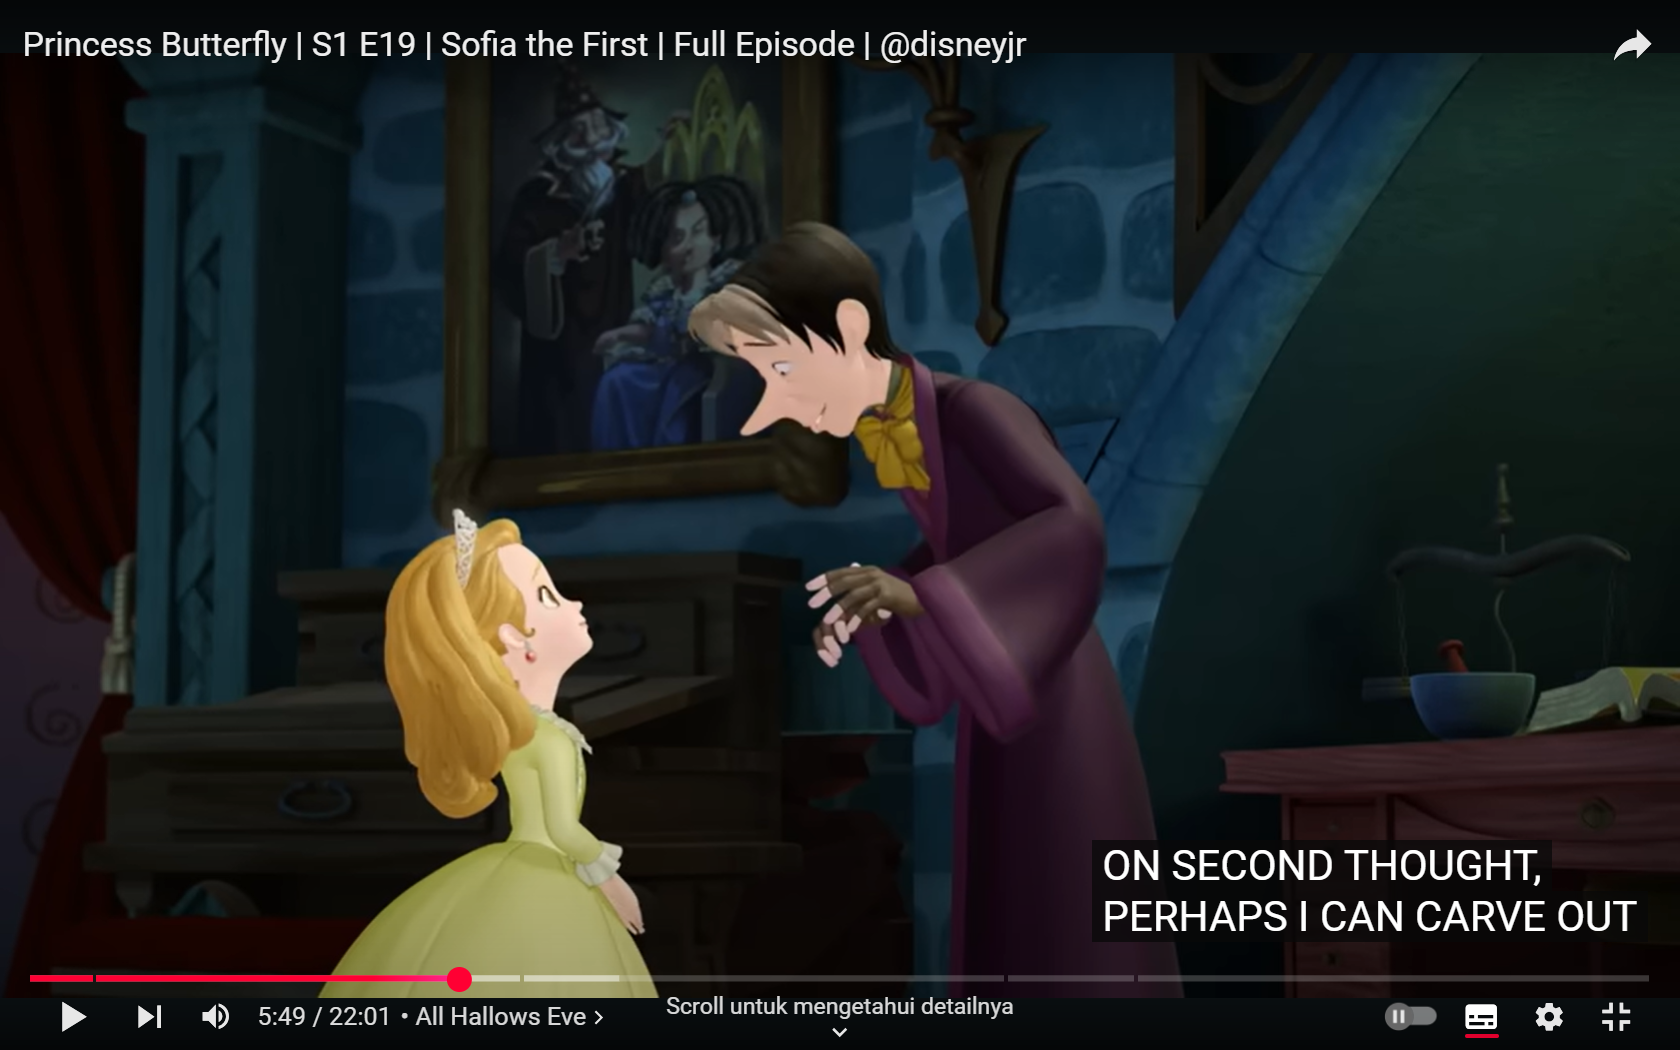 Princess Butterfly | S1 E19 | Sofia the First | Full Episode | @disneyjr
ON SECOND THOUGHT,
PERHAPS I CAN CARVE OUT
5:49 / 22:01 • All Hallows Eve >
Scroll untuk mengetahui detailnya